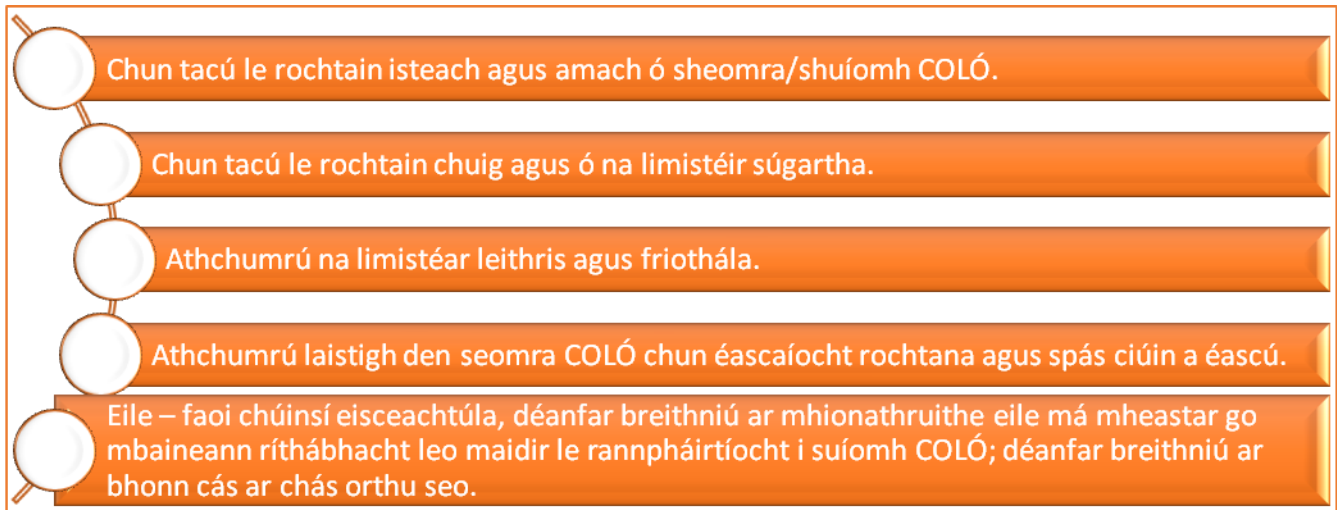 Chun tacú le rochtain isteach agus amach ó sheomra/shuíomh COLÓ.
Chun tacú le rochtain chuig agus ó na limistéir súgartha.
Athchumrú na limistéar leithris agus friothála.
Athchumrú laistigh den seomra COLÓ chun éascaíocht rochtana agus spás ciúin a éascú.
Eile – faoi chúinsí eisceachtúla, déanfar breithniú ar mhionathruithe eile má mheastar go
mbaineann ríthábhacht leo maidir le rannpháirtíocht i suíomh COLÓ; déanfar breithniú ar
bhonn cás ar chás orthu seo.